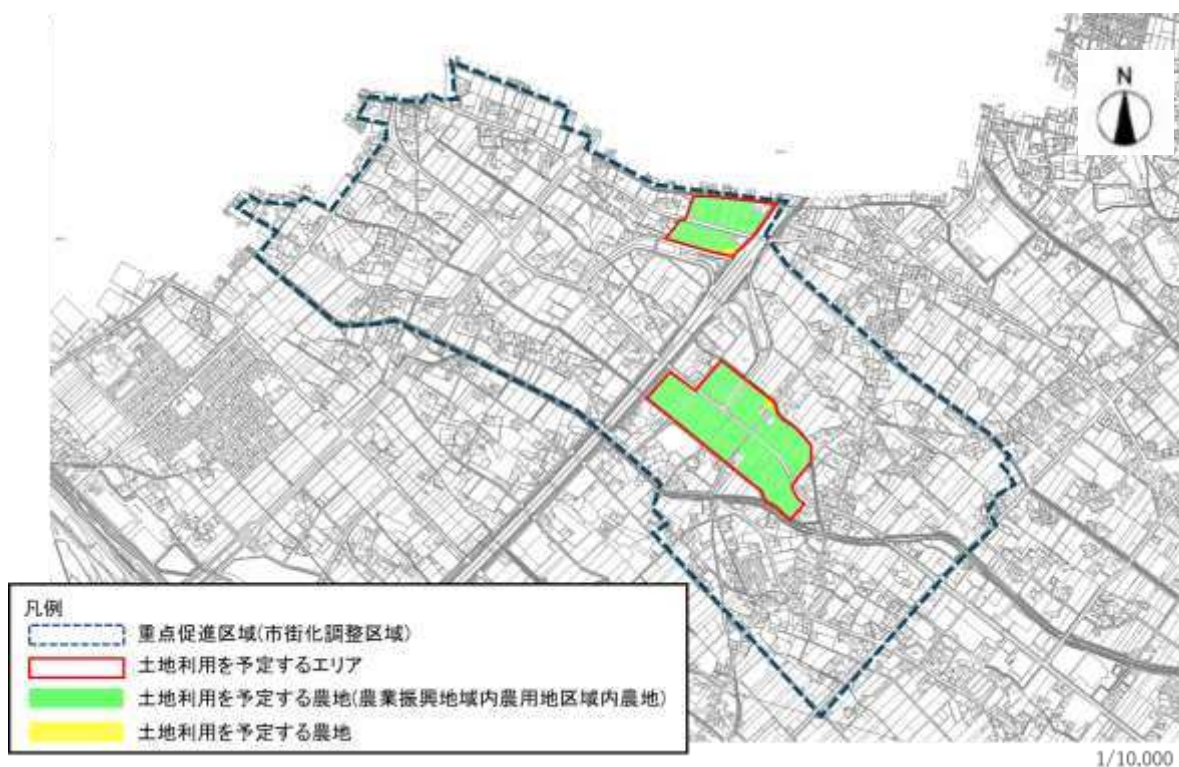 N
凡例
重点促進区域(市街化調整区域)
土地利用を予定するエリア
土地利用を予定する農地(農業振興地域内農用地区域内農地)
土地利用を予定する農地
1/10,000